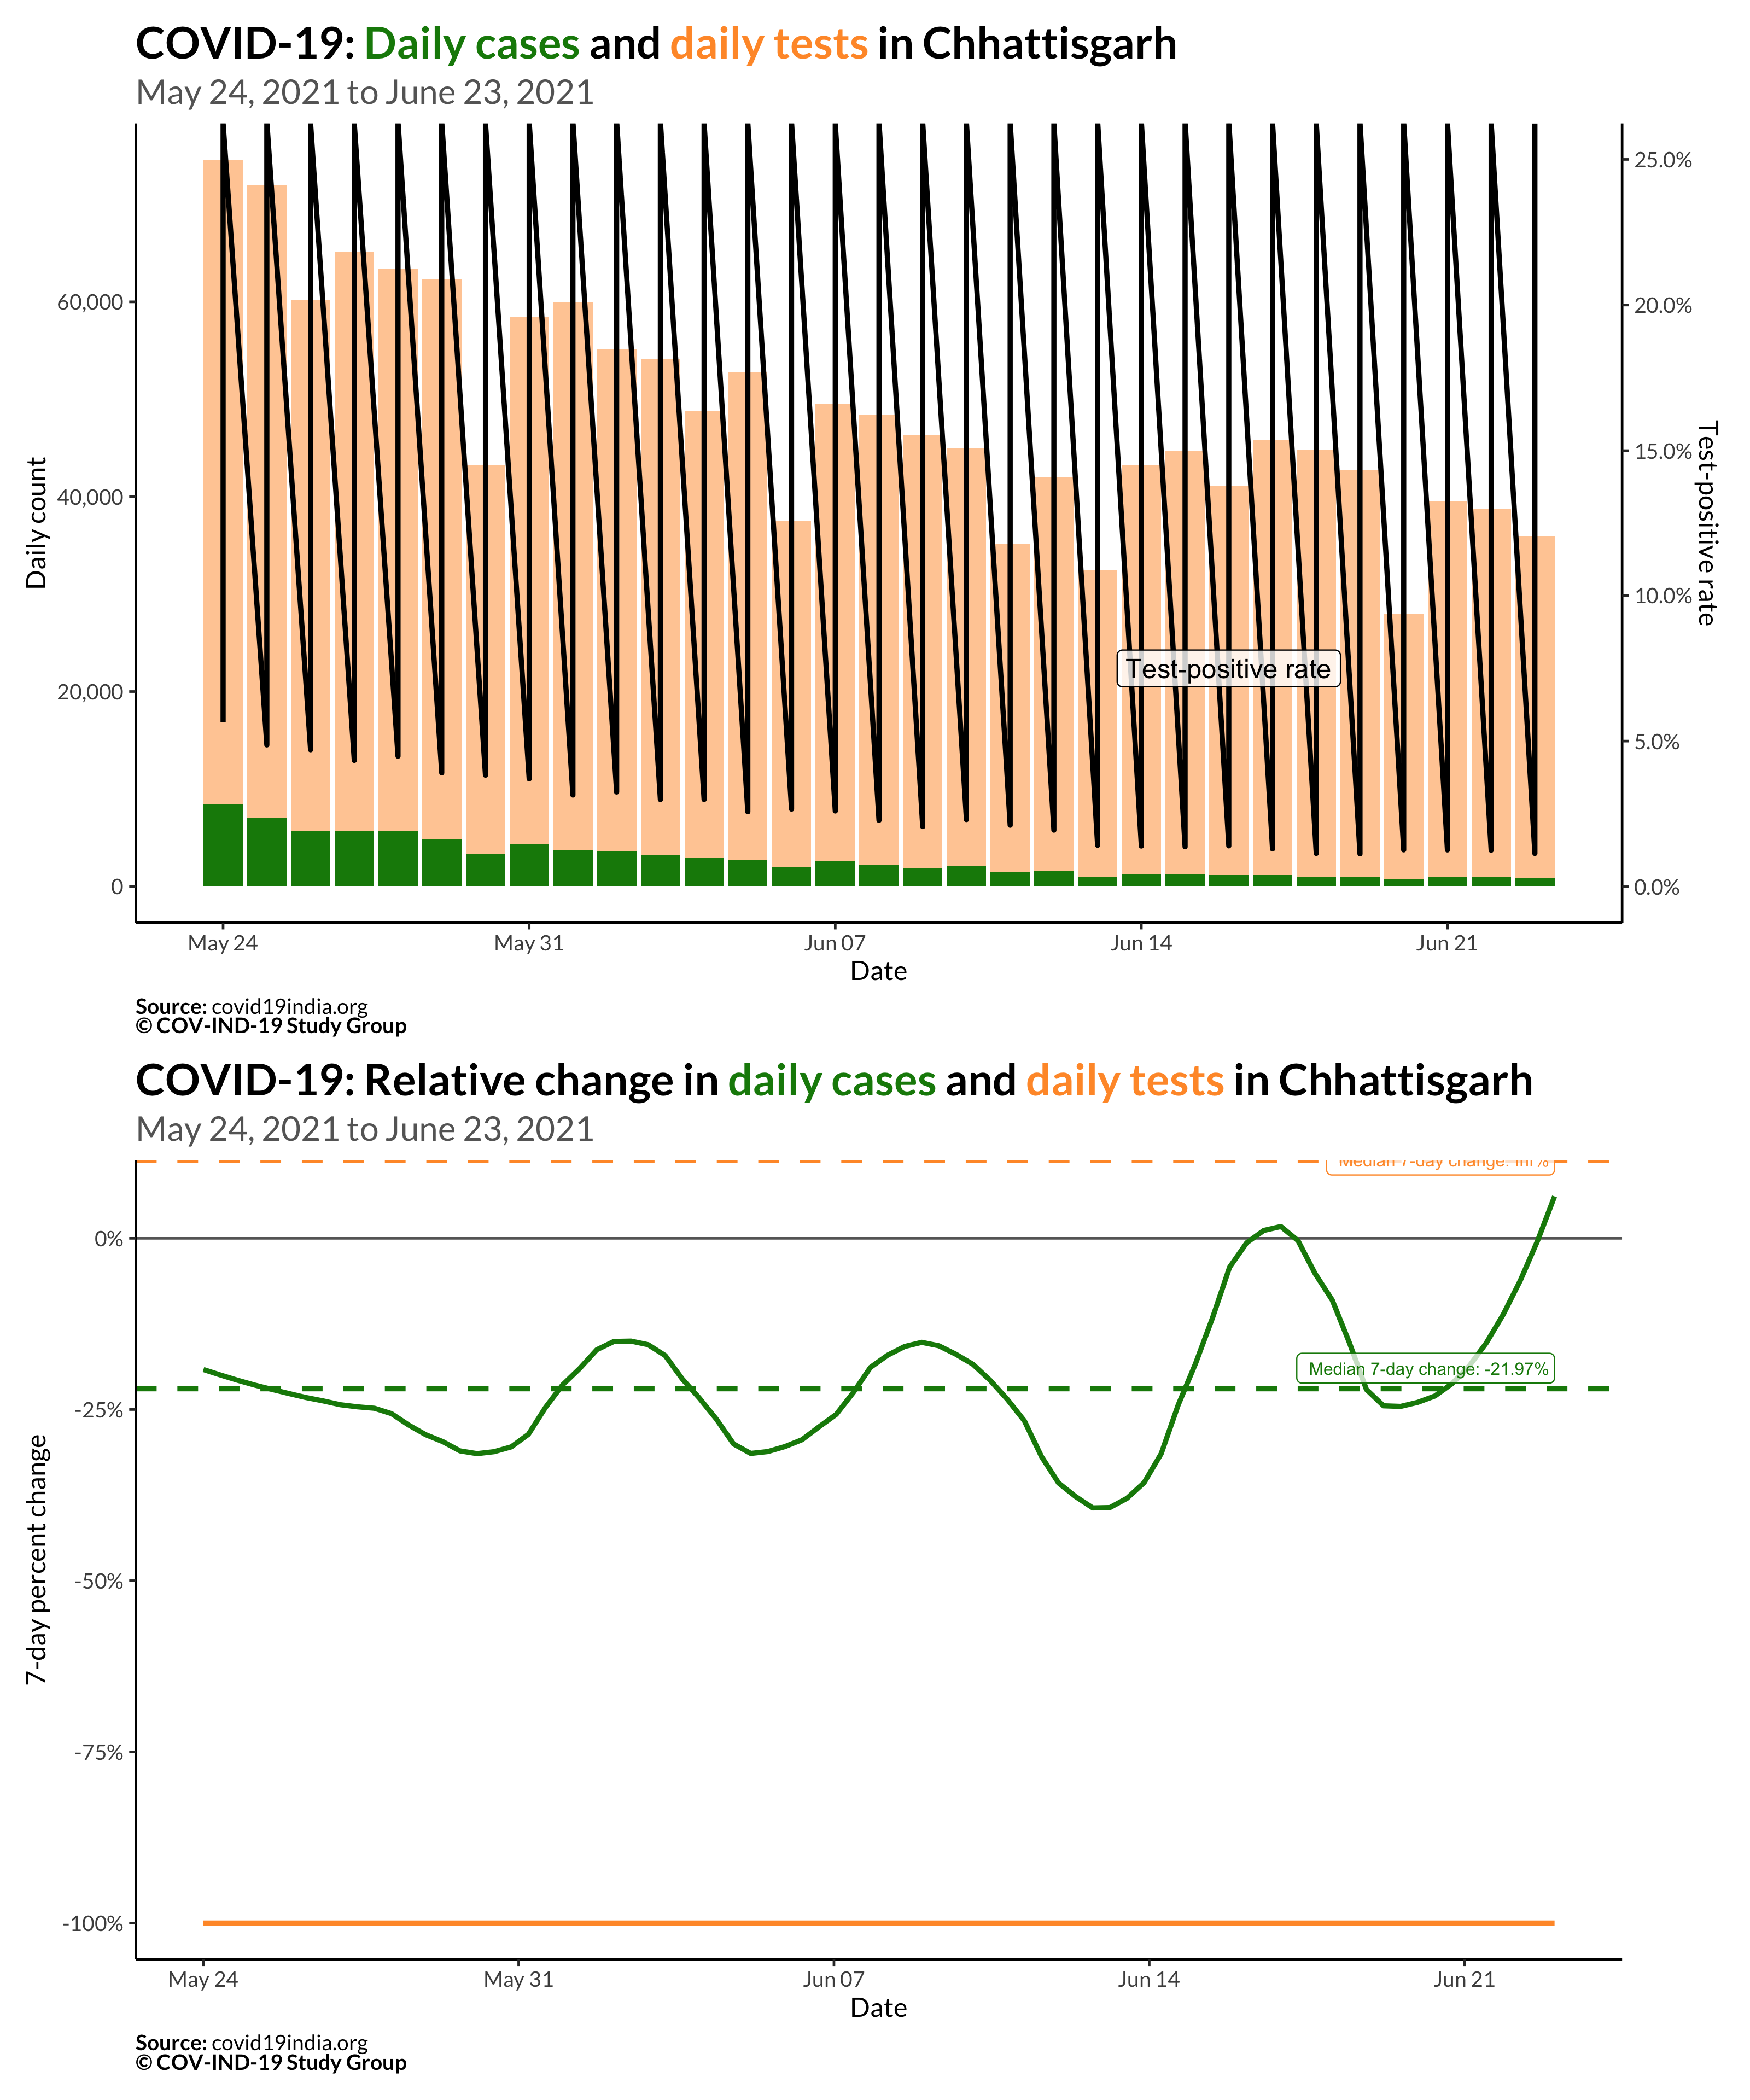 COVID-19: Daily cases and daily tests in Chhattisgarh
May 24, 2021 to June 23, 2021
60,000
40,000
20,000
0
Daily count
25.0%
20.0%
15.0%
10.0%
5.0%
0.0%
Test-positive rate
Test-positive rate
May 24
May 31
Jun 07
Jun 14
Jun 21
Date
Source: covid19india.org
© COV-IND-19 Study Group
COVID-19: Relative change in daily cases and daily tests in Chhattisgarh
May 24, 2021 to June 23, 2021
Median 7-day change: Inf%
0%
-25%
-50%
-75%
-100%
7-day percent change
Median 7-day change: -21.97%
May 24
May 31
Jun 07
Jun 14
Jun 21
Date
Source: covid19india.org
© COV-IND-19 Study Group